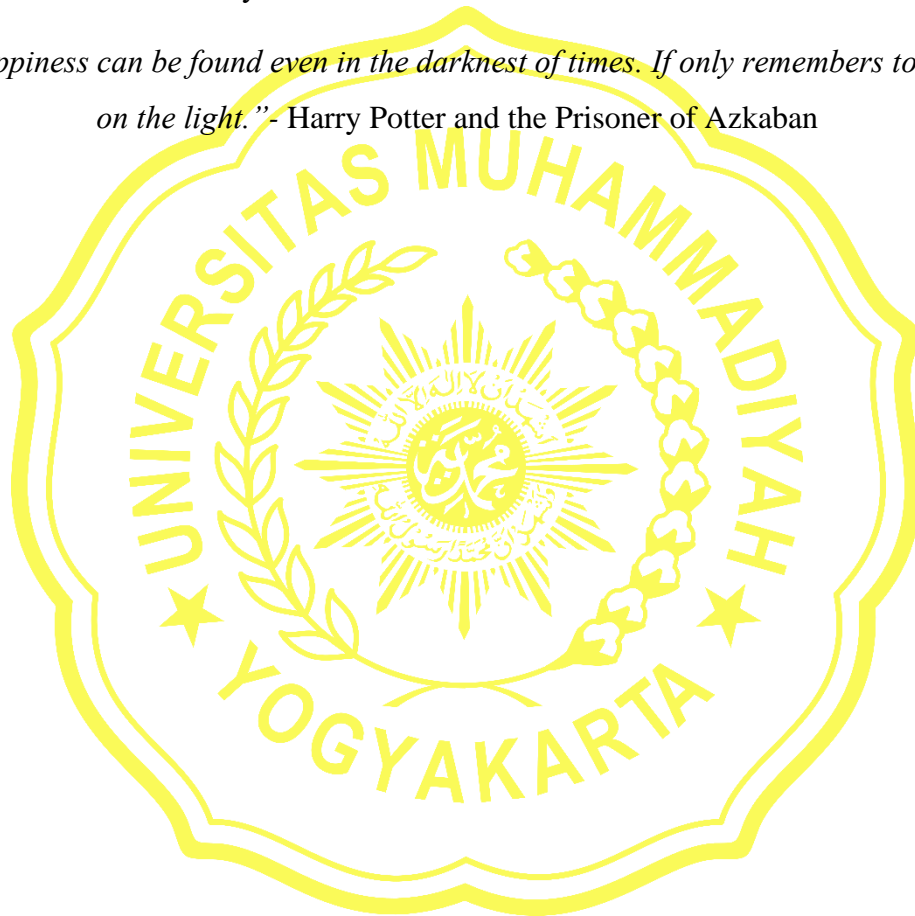 ppiness can be found even in the darknest of times. If only remembers to
on the light.”- Harry Potter and the Prisoner of Azkaban
UNIVERSITAS MUHAMMADIYAH
YOGYAKARTA